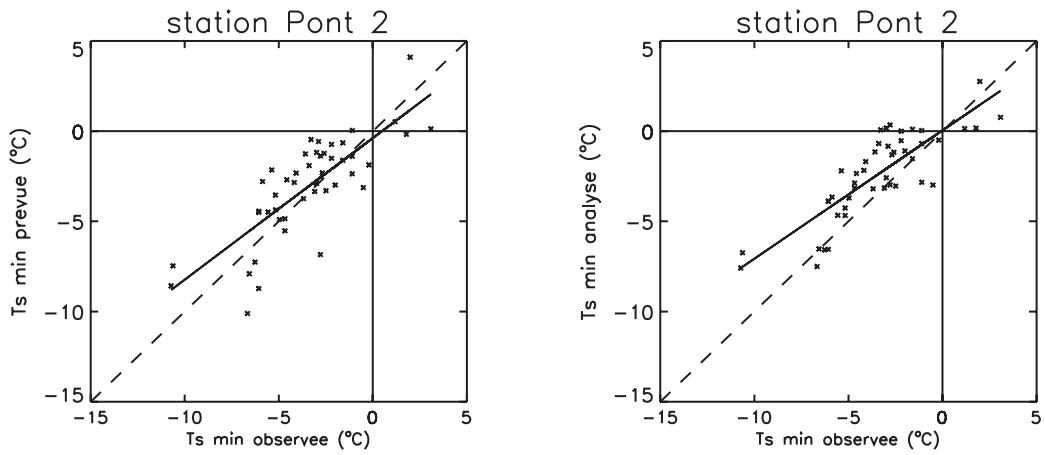 station Pont 2
5
0
−5
−10
−15
−15 −10 −5 0 5
Ts min prevue (°C)
Ts min observee (°C)
station Pont 2
5
0
−5
−10
−15
−15 −10 −5 0 5
Ts min analyse (°C)
Ts min observee (°C)